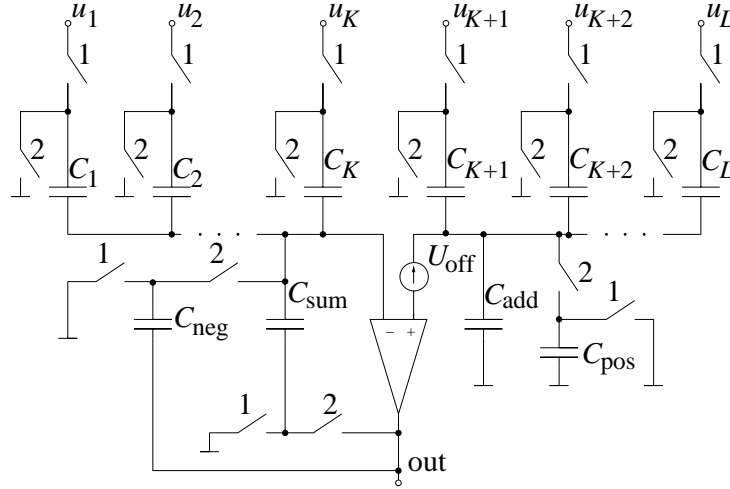 u1 u2 uK uK+1 uK+2 uL
1 1 1 1 1 1
2 C1 2 C2 2 CK 2 CK+1 2 CK+2 CL
. . . . . . . .
1 2 Uoff 2
Cneg Csum Cadd 1
− + Cpos
1 2
out